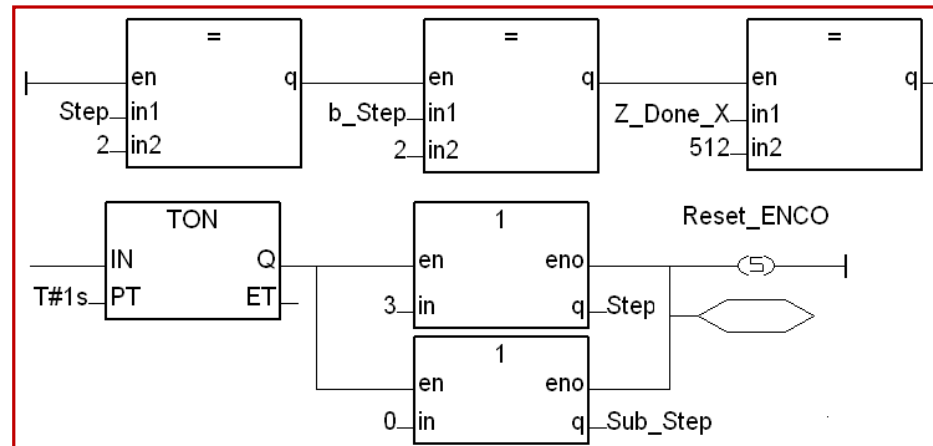 = = =
en q en q en q
Step in1 b_Step in1 Z_Done_X in1
2 in2 2 in2 512 in2
TON 1 Reset_ENCO
IN Q en eno S
T#1s PT ET 3 in q Step
1
en eno
0 in q Sub_Step